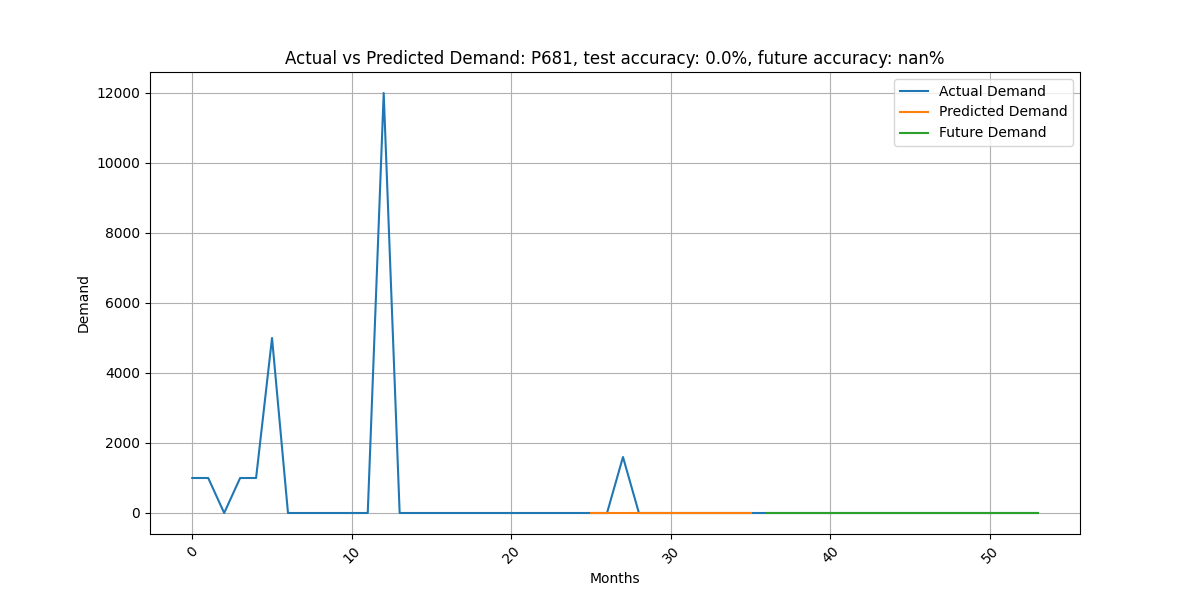 Actual vs Predicted Demand: P681, test accuracy: 0.0%, future accuracy: nan%
Actual Demand
Predicted Demand
Future Demand
12000
10000
8000
6000
4000
2000
0
Demand
0
10
20
30
40
50
Months